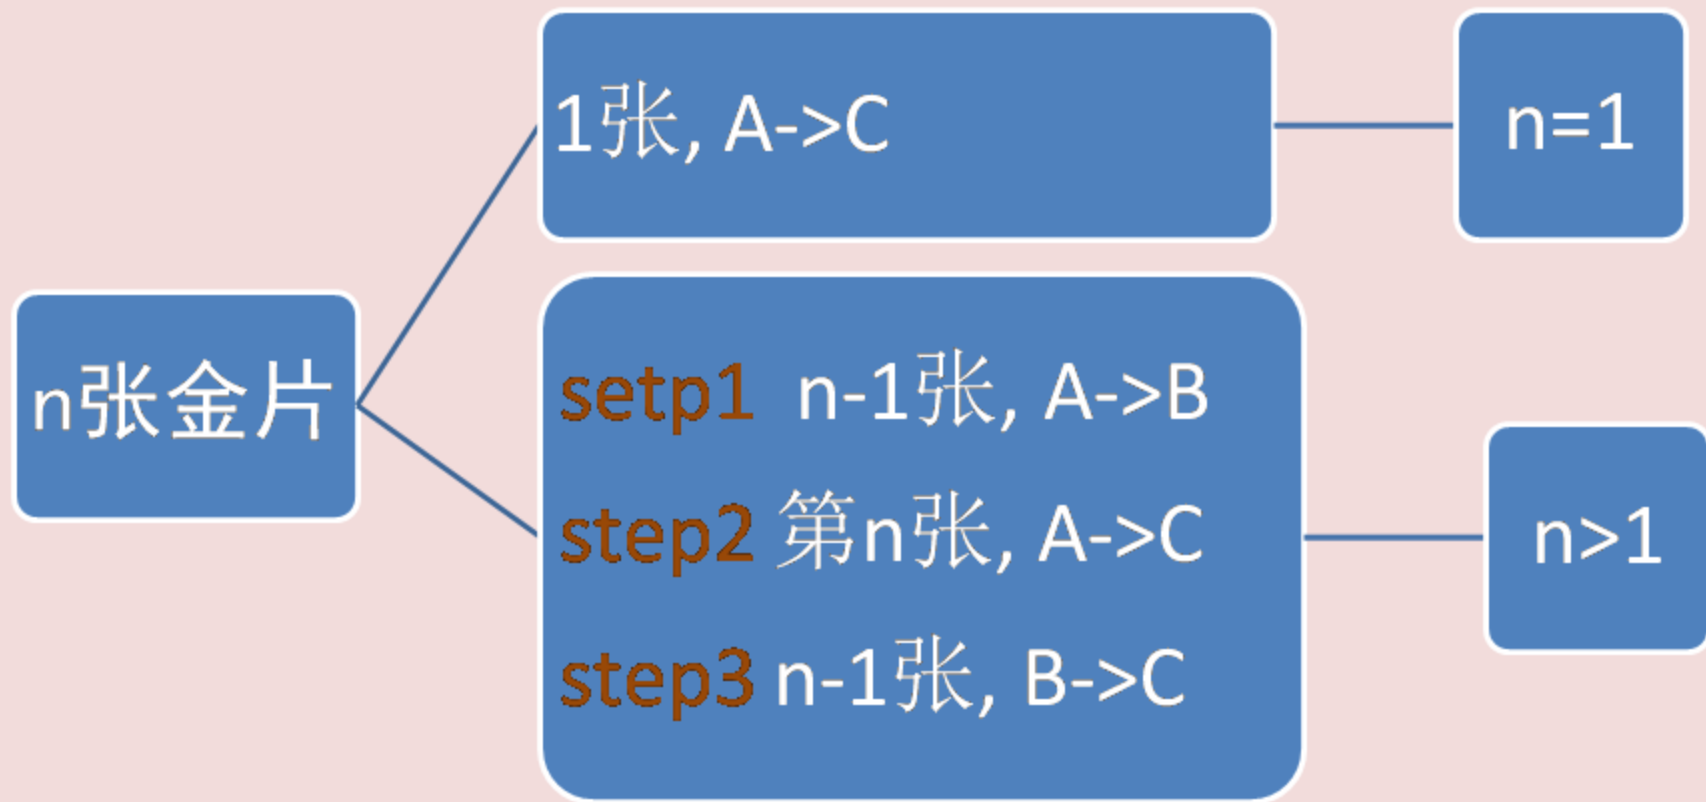 n张金片
1张, A->C
n=1
setp1 n-1张, A->B
step2 第n张, A->C
step3 n-1张, B->C
n>1